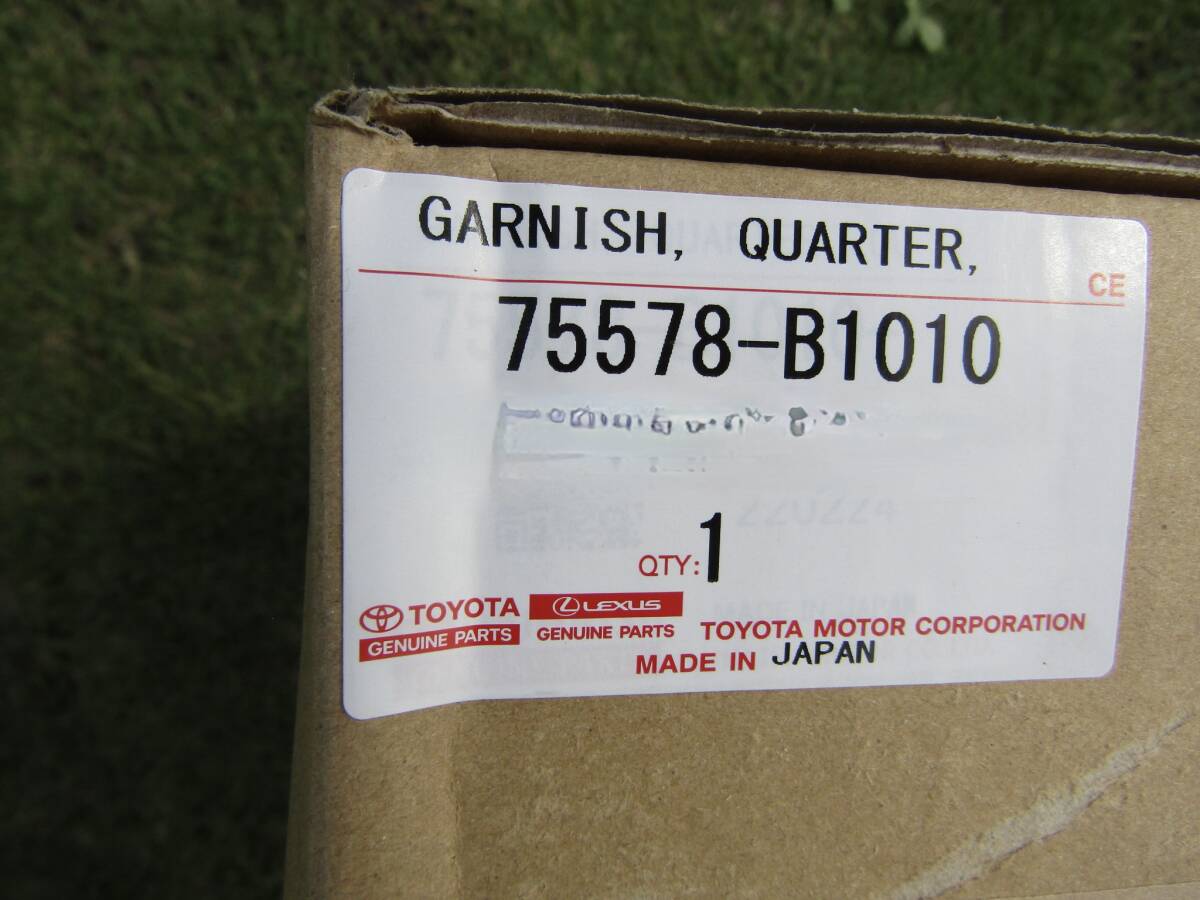 GARNISH, QUARTER,
CE
75578-B1010
QTY: 1
TOYOTA
GENUINE PARTS
LEXUS
GENUINE PARTS
TOYOTA MOTOR CORPORATION
MADE IN JAPAN